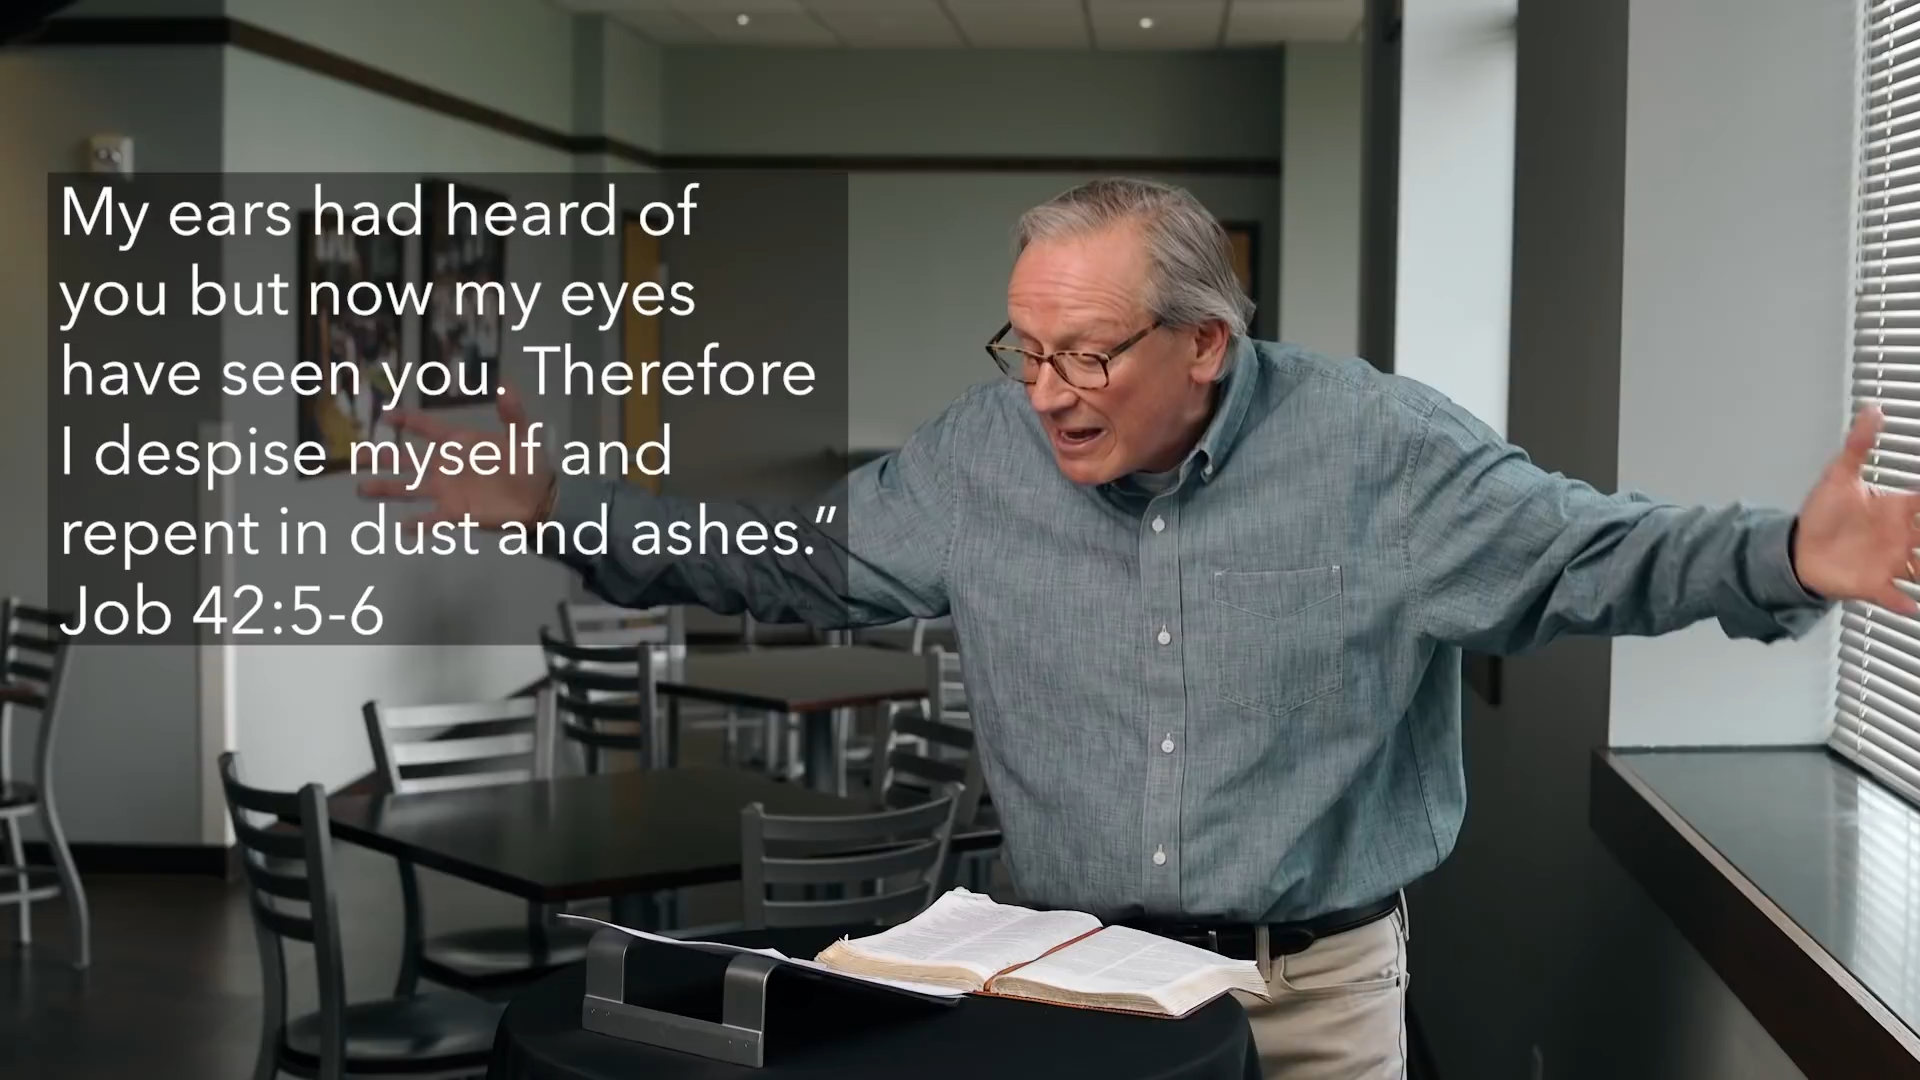 My ears had heard of
you but now my eyes
have seen you. Therefore
I despise myself and
repent in dust and ashes.”
Job 42:5-6